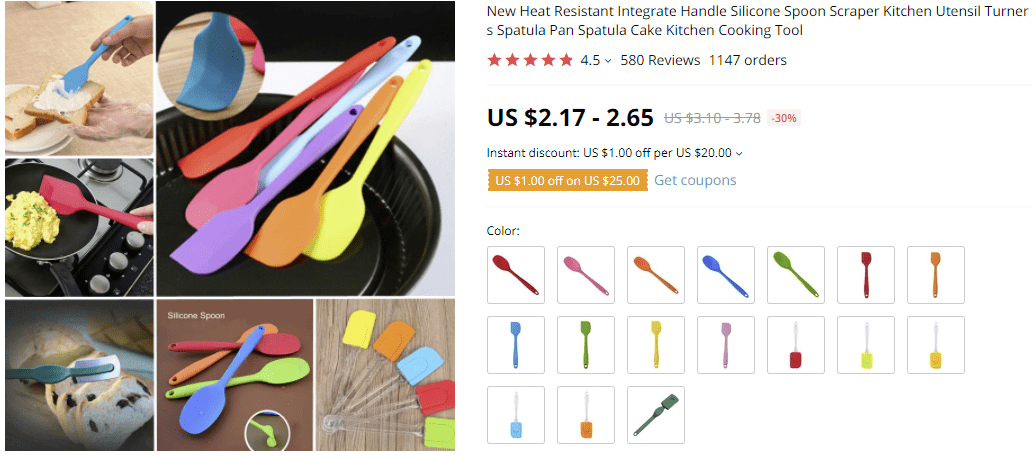 New Heat Resistant Integrate Handle Silicone Spoon Scraper Kitchen Utensil Turner
s Spatula Pan Spatula Cake Kitchen Cooking Tool
4.5 580 Reviews 1147 orders
US $2.17 - 2.65 US $3.10 - 3.78 -30%
Instant discount: US $1.00 off per US $20.00
US $1.00 off on US $25.00 Get coupons
Color:
Silicone Spoon